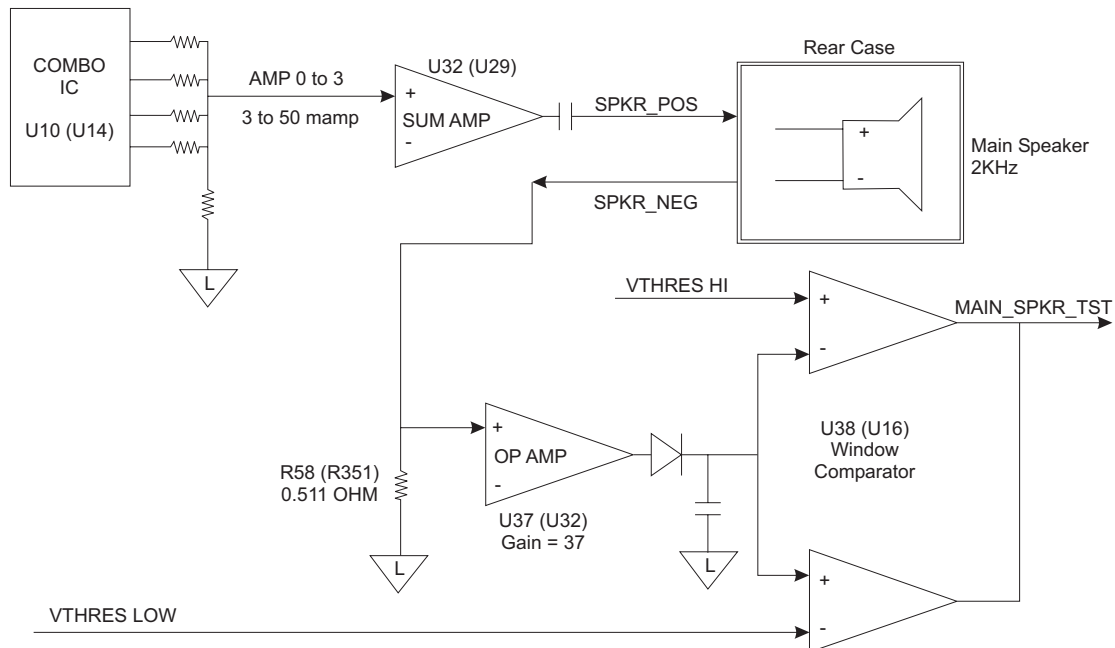 COMBO
IC
U10 (U14)
AMP 0 to 3
3 to 50 mamp
L
U32 (U29)
+
SUM AMP
-
SPKR_POS
SPKR_NEG
Rear Case
+
-
Main Speaker
2KHz
VTHRES HI
+
-
MAIN_SPKR_TST
U38 (U16)
Window
Comparator
R58 (R351)
0.511 OHM
L
+
OP AMP
-
U37 (U32)
Gain = 37
L
+
-
VTHRES LOW